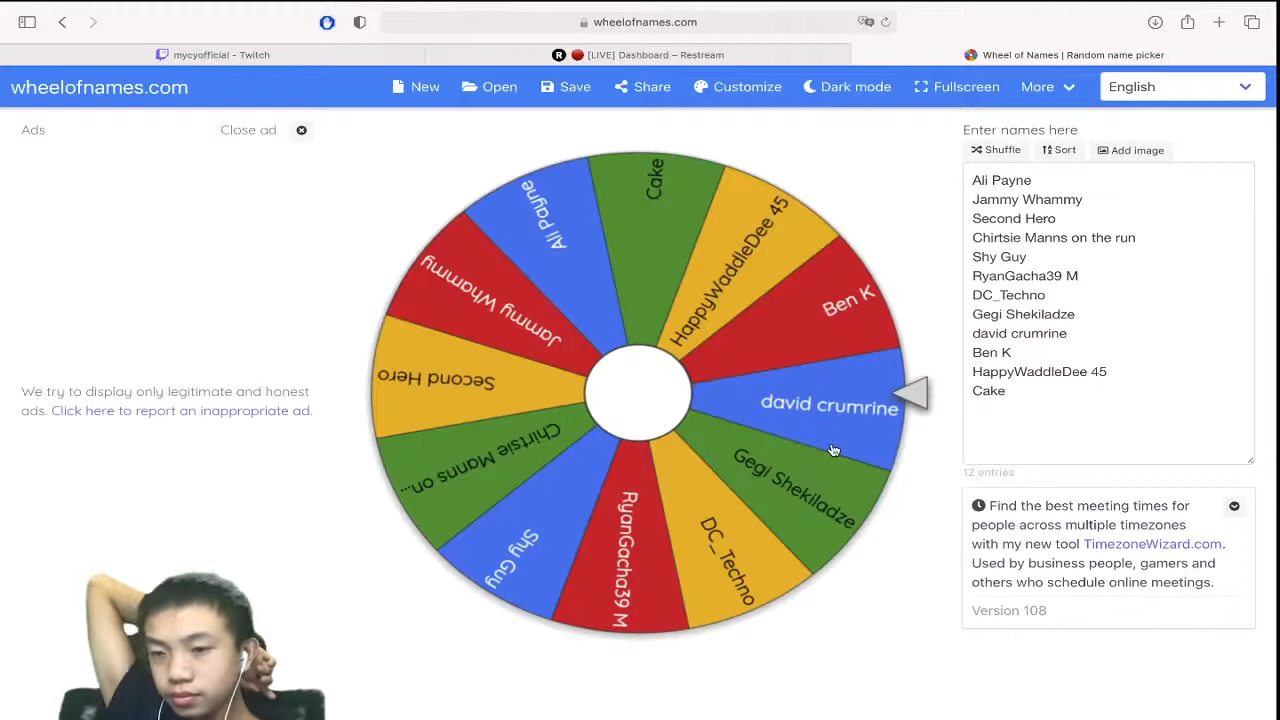 wheelofnames.com
mycyofficial - Twitch
R [LIVE] Dashboard – Restream
Wheel of Names | Random name picker
wheelofnames.com
New
Open
Save
Share
Customize
Dark mode
Fullscreen
More
English
Ads
Close ad
We try to display only legitimate and honest
ads. Click here to report an inappropriate ad.
Cake
HappyWaddleDee 45
Ben K
david crumrine
Gegi Shekiladze
DC_Techno
RyanGacha39 M
Shy Guy
Chirtsie Manns on...
Second Hero
Jammy Whammy
Ali Payne
Enter names here
Shuffle
Sort
Add image
Ali Payne
Jammy Whammy
Second Hero
Chirtsie Manns on the run
Shy Guy
RyanGacha39 M
DC_Techno
Gegi Shekiladze
david crumrine
Ben K
HappyWaddleDee 45
Cake
12 entries
Find the best meeting times for
people across multiple timezones
with my new tool TimezoneWizard.com.
Used by business people, gamers and
others who schedule online meetings.
Version 108